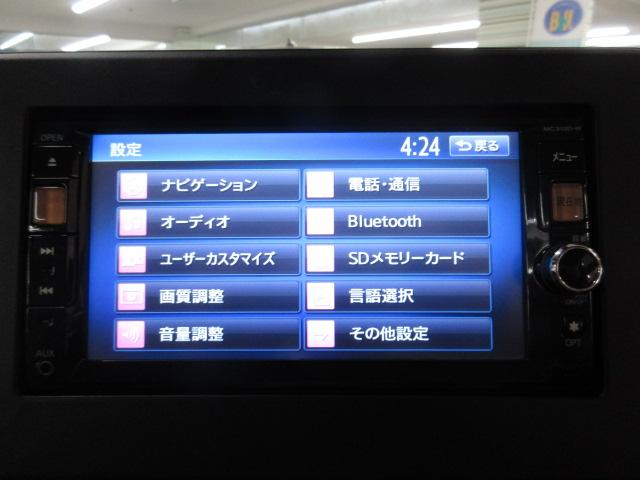 OPEN
設定
4:24
戻る
メニュー
ナビゲーション
電話・通信
オーディオ
Bluetooth
ユーザーカスタマイズ
SDメモリーカード
画質調整
言語選択
音量調整
その他設定
AUX
OPT